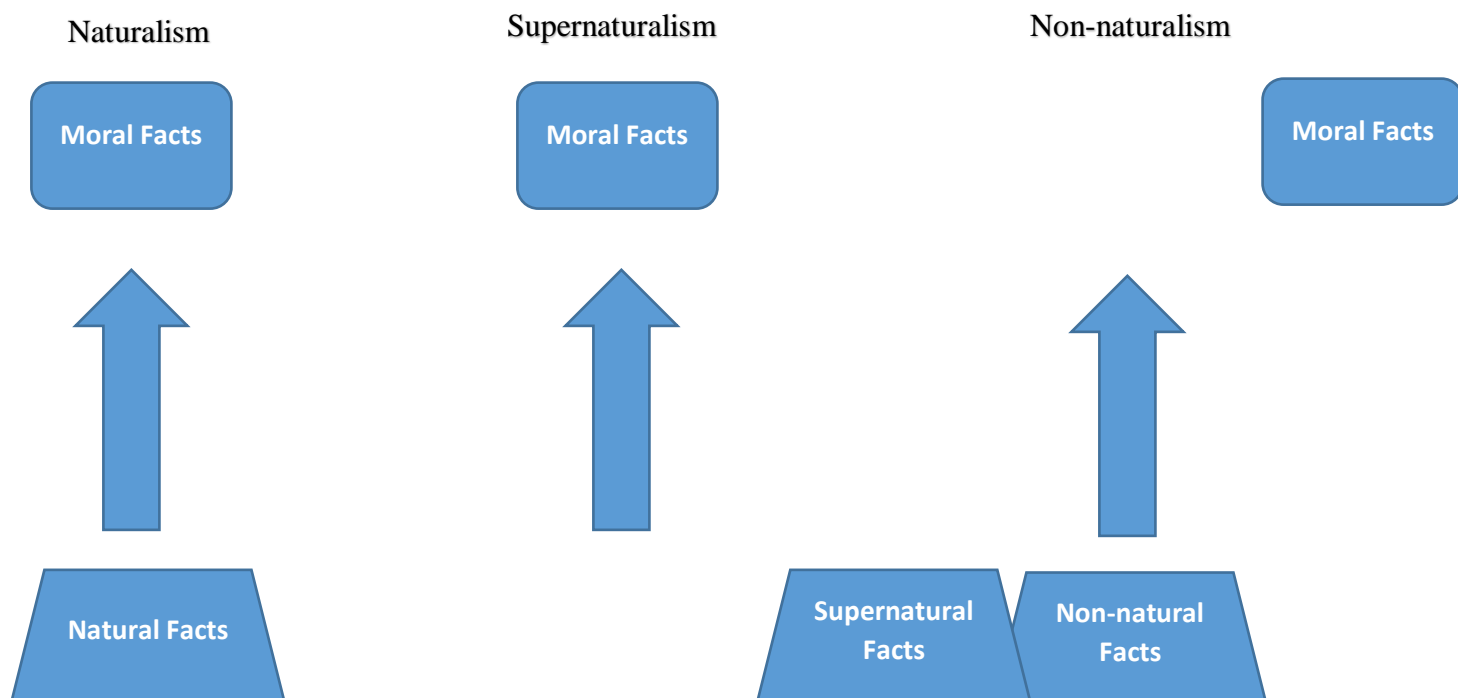 Naturalism
Supernaturalism
Non-naturalism
Moral Facts
Moral Facts
Moral Facts
Natural Facts
Supernatural
Facts
Non-natural
Facts